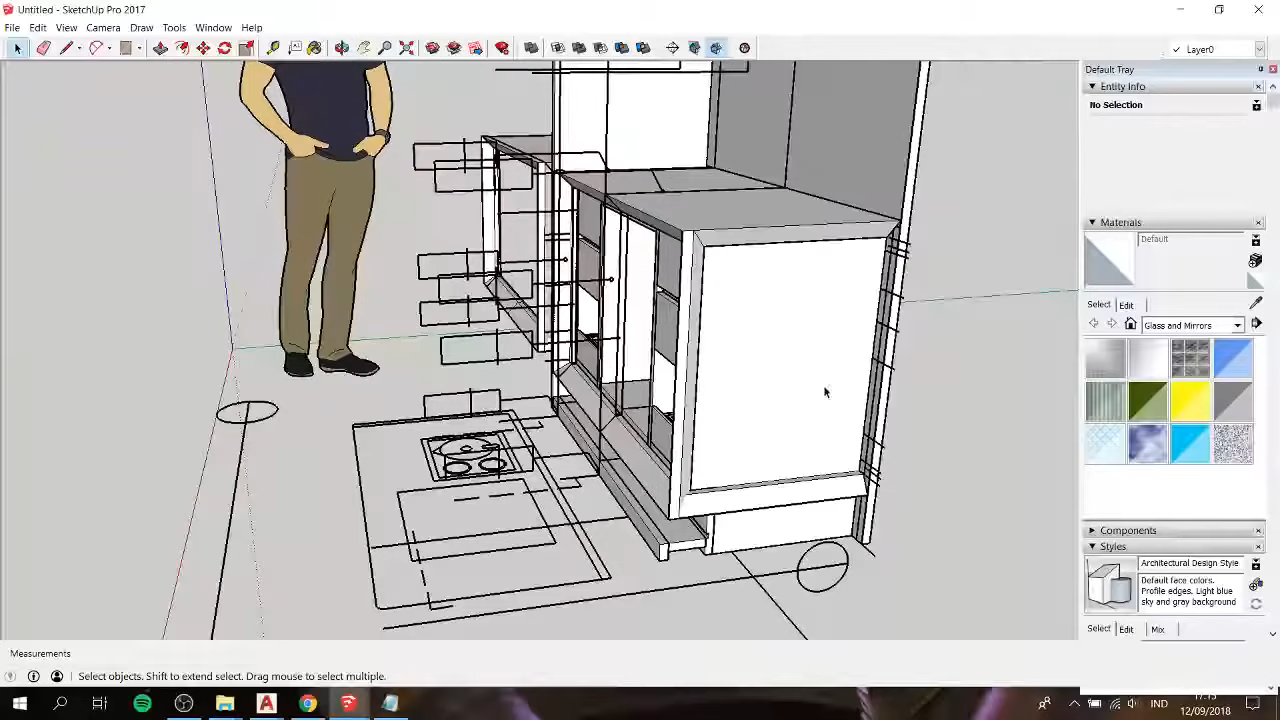 Untitled - SketchUp Pro 2017
File Edit View Camera Draw Tools Window Help
Layer0
Default Tray
Entity Info
No Selection
Materials
Default
Select Edit
Glass and Mirrors
Components
Styles
Architectural Design Style
Default face colors.
Profile edges. Light blue
sky and gray background
Select Edit Mix
Measurements
Select objects. Shift to extend select. Drag mouse to select multiple.
IND
12/09/2018